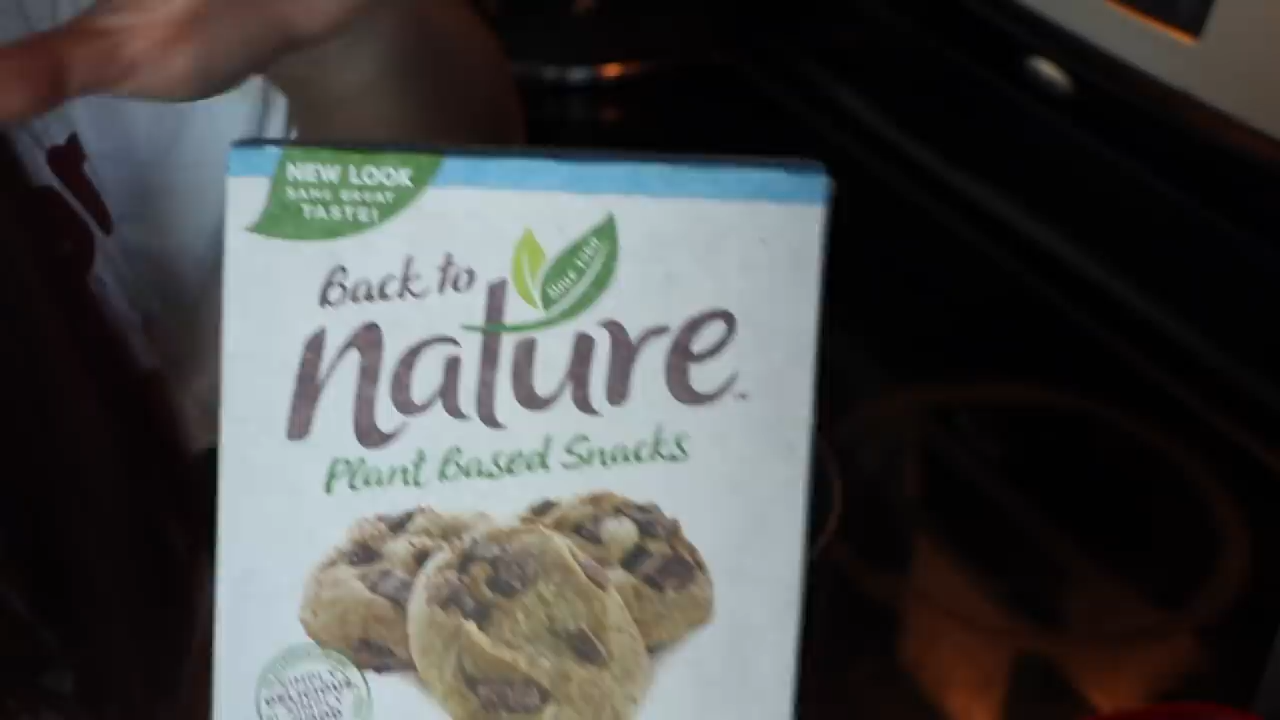 NEW LOOK
SAME GREAT
TASTE!
Back to
nature
Plant Based Snacks